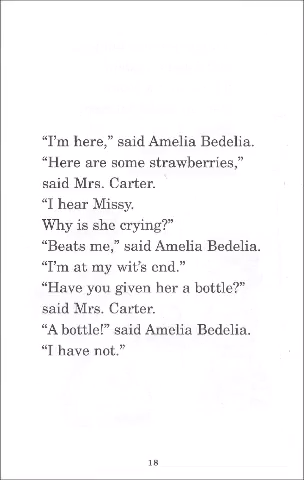 “I’m here,” said Amelia Bedelia.
“Here are some strawberries,”
said Mrs. Carter.
“I hear Missy.
Why is she crying?”
“Beats me,” said Amelia Bedelia.
“I’m at my wit’s end.”
“Have you given her a bottle?”
said Mrs. Carter.
“A bottle!” said Amelia Bedelia.
“I have not.”
18